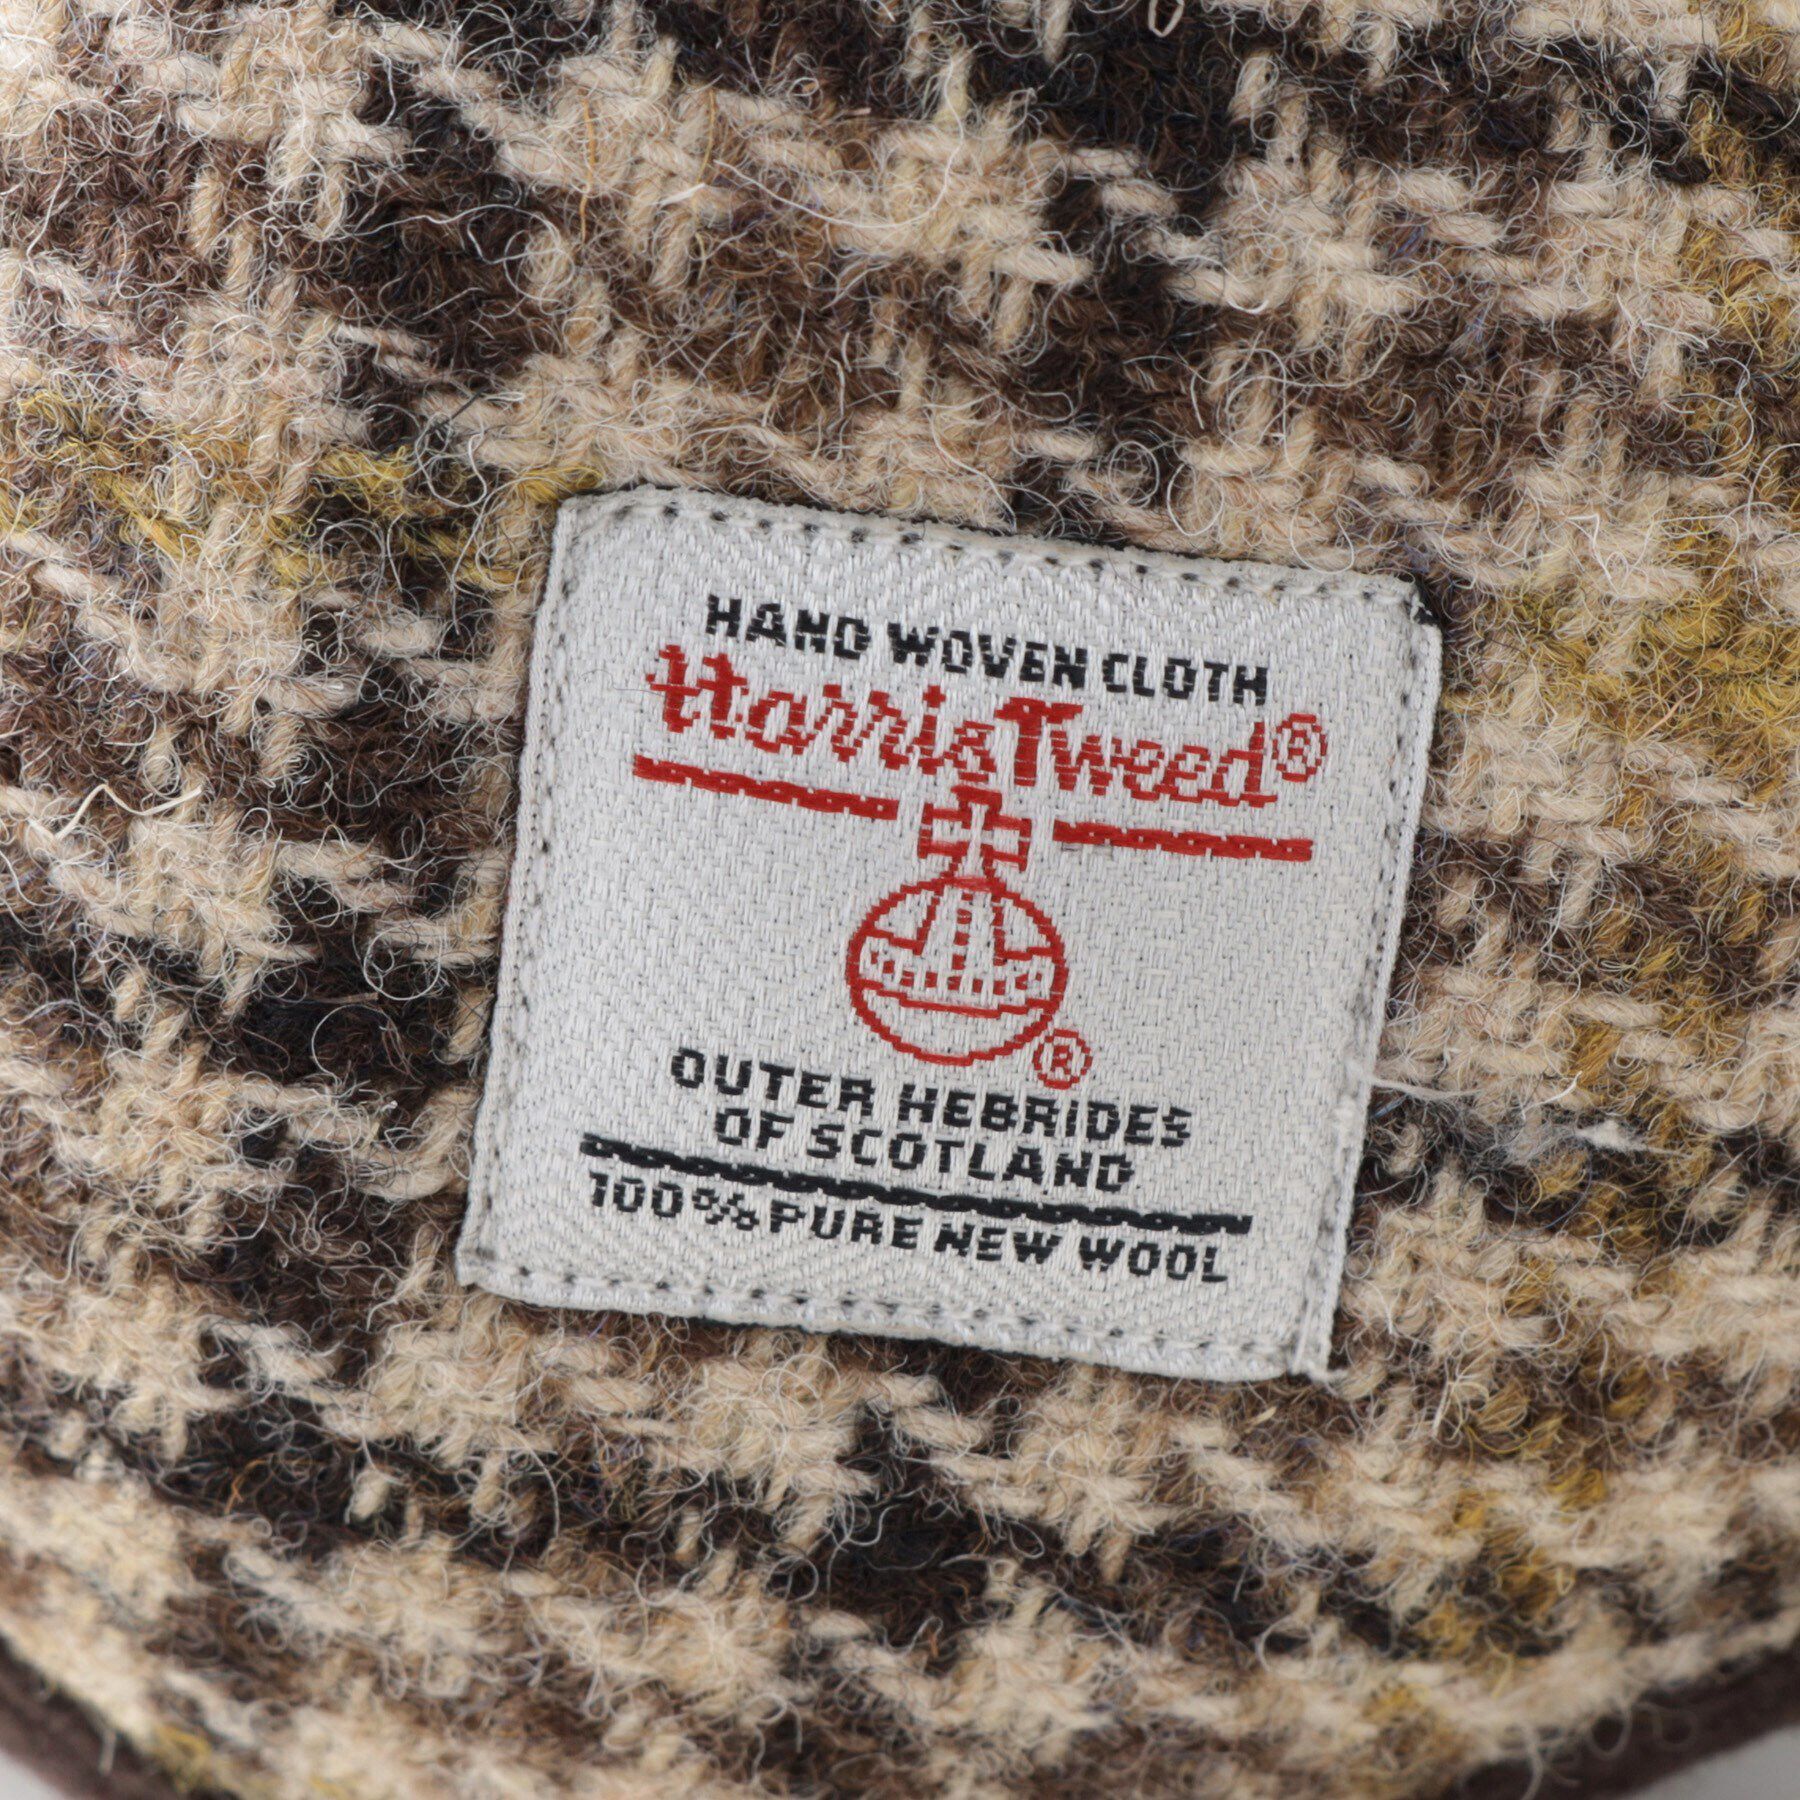 HAND WOVEN CLOTH
Harris Tweed®
®
OUTER HEBRIDES
OF SCOTLAND
100% PURE NEW WOOL